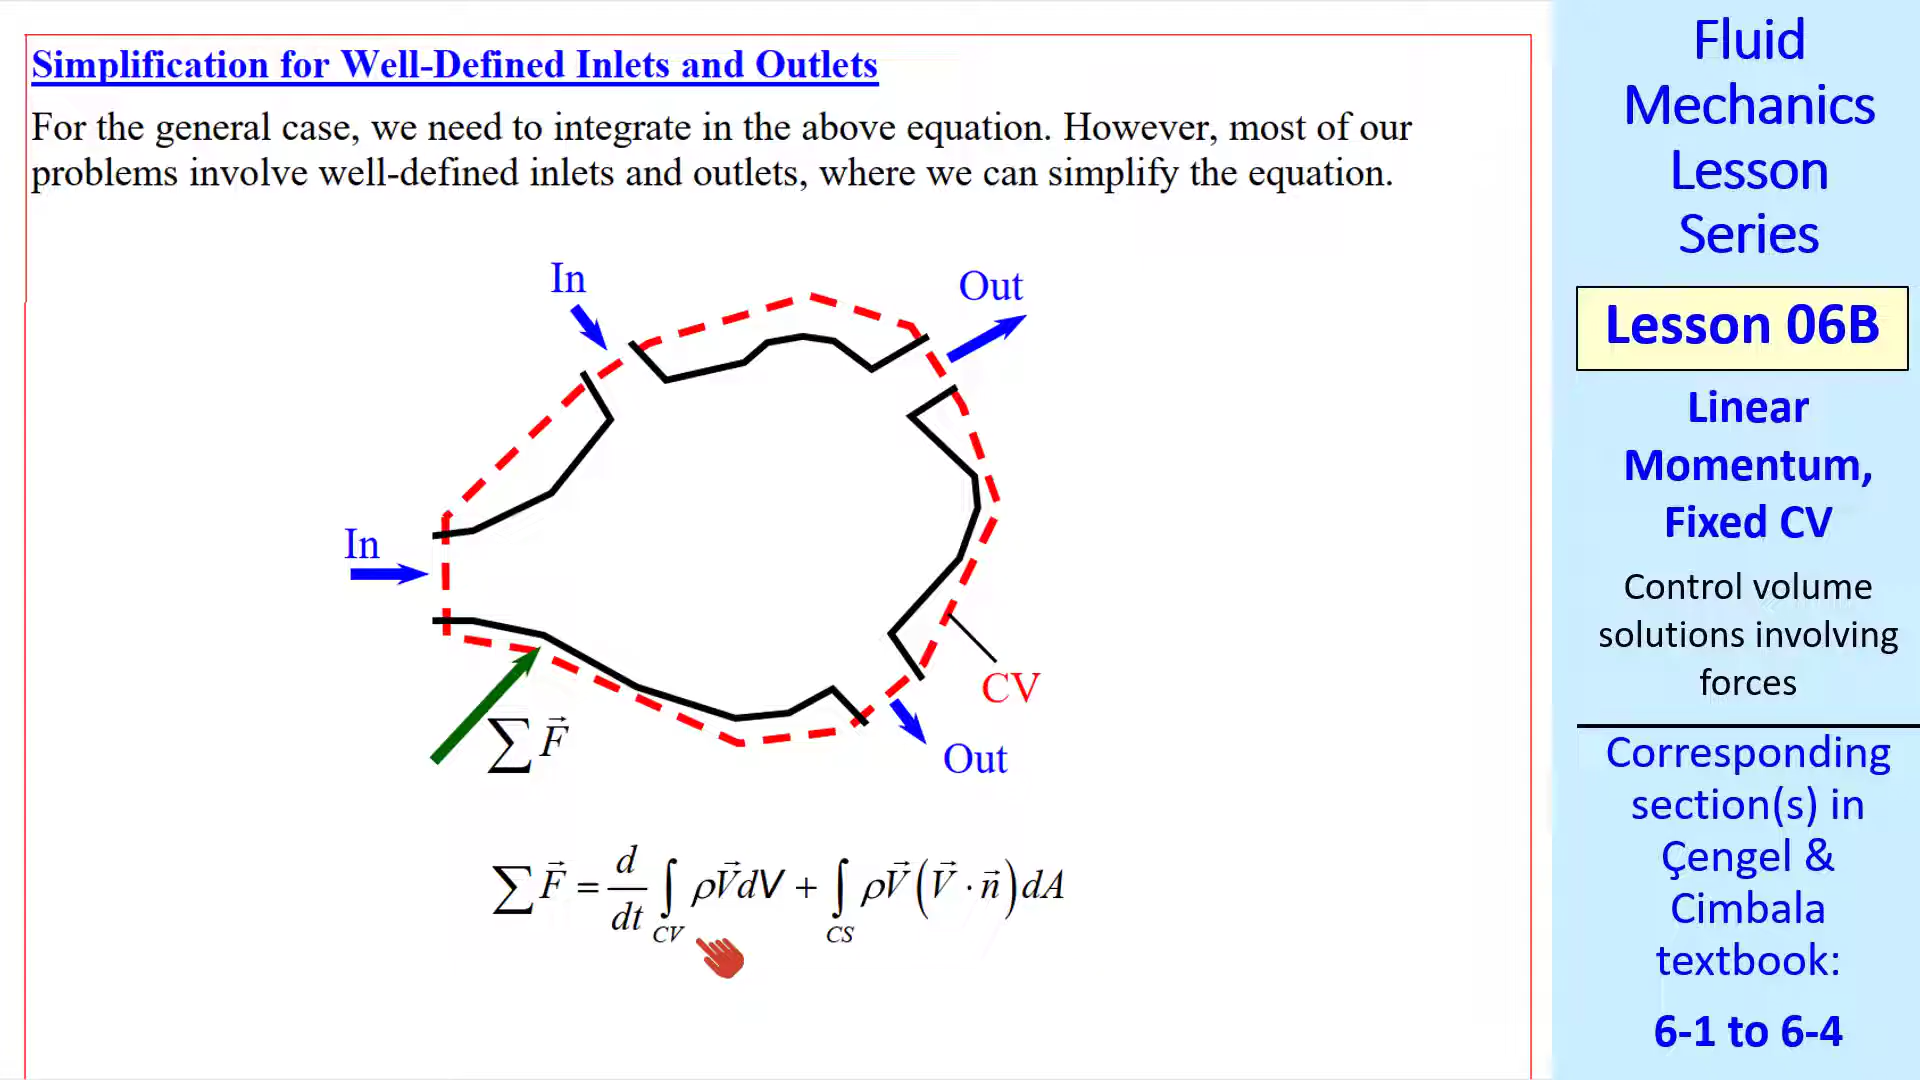 Simplification for Well-Defined Inlets and Outlets
For the general case, we need to integrate in the above equation. However, most of our
problems involve well-defined inlets and outlets, where we can simplify the equation.
In
Out
In
CV
∑ F⃗
Out
∑ F⃗ = d/dt ∫_CV ρV⃗dV + ∫_CS ρV⃗(V⃗ · n⃗)dA
Fluid
Mechanics
Lesson
Series
Lesson 06B
Linear
Momentum,
Fixed CV
Control volume
solutions involving
forces
Corresponding
section(s) in
Çengel &
Cimbala
textbook:
6-1 to 6-4